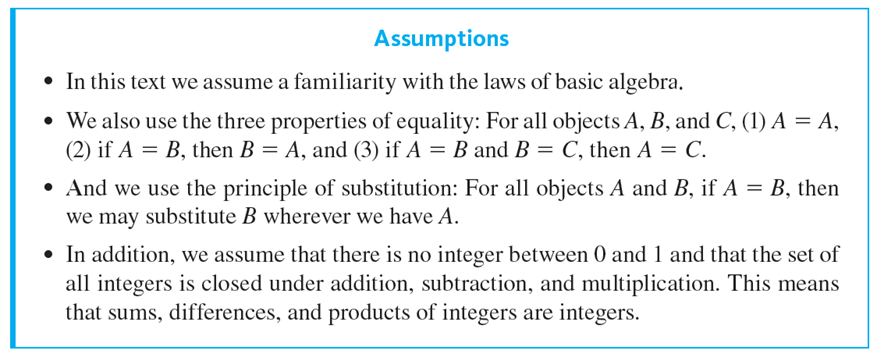 Assumptions
• In this text we assume a familiarity with the laws of basic algebra.
• We also use the three properties of equality: For all objects A, B, and C, (1) A = A,
(2) if A = B, then B = A, and (3) if A = B and B = C, then A = C.
• And we use the principle of substitution: For all objects A and B, if A = B, then
we may substitute B wherever we have A.
• In addition, we assume that there is no integer between 0 and 1 and that the set of
all integers is closed under addition, subtraction, and multiplication. This means
that sums, differences, and products of integers are integers.